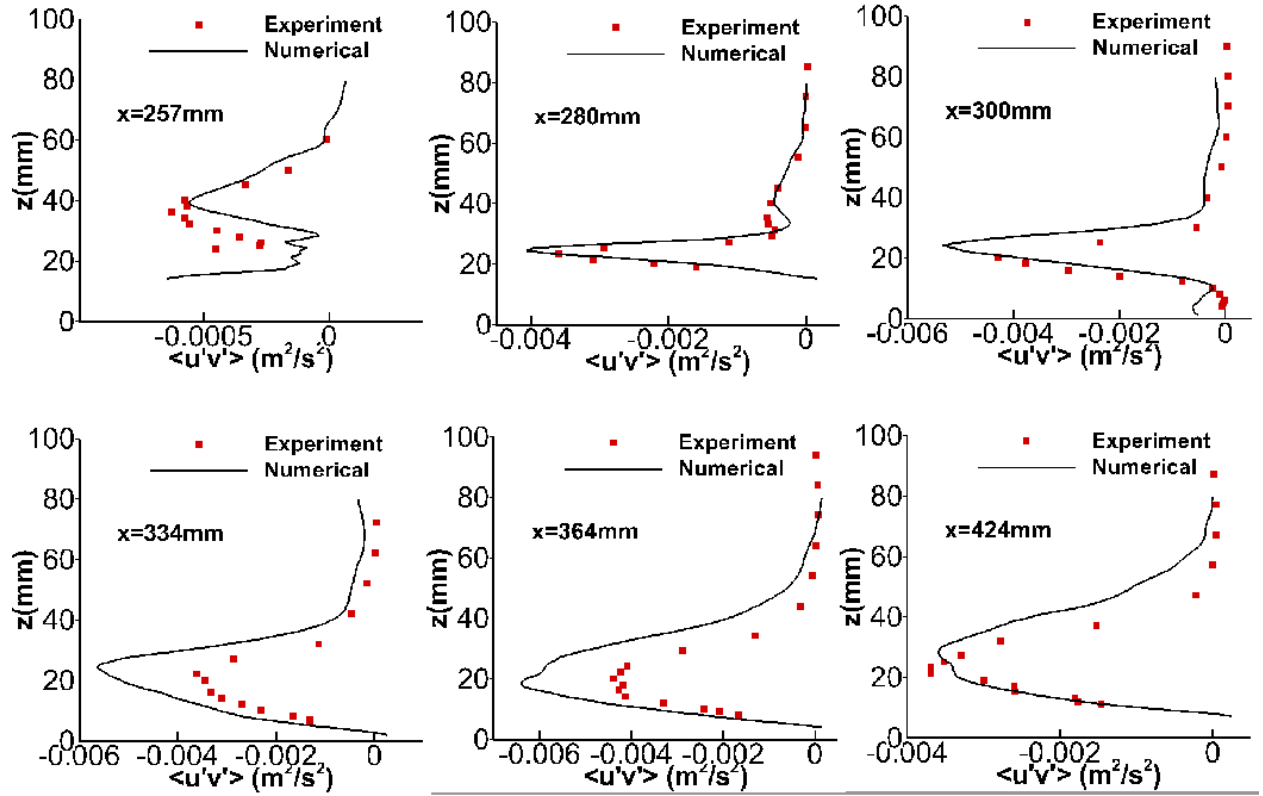 100
Experiment
Numerical
80
x=257mm
60
z(mm)
40
20
0
-0.0005
0
<u'v'> (m²/s²)
100
Experiment
Numerical
80
x=280mm
60
z(mm)
40
20
0
-0.004
-0.002
0
<u'v'> (m²/s²)
100
Experiment
Numerical
80
x=300mm
60
z(mm)
40
20
0
-0.006
-0.004
-0.002
0
<u'v'> (m²/s²)
100
Experiment
Numerical
80
x=334mm
60
z(mm)
40
20
0
-0.006
-0.004
-0.002
0
<u'v'> (m²/s²)
100
Experiment
Numerical
80
x=364mm
60
z(mm)
40
20
0
-0.006
-0.004
-0.002
0
<u'v'> (m²/s²)
100
Experiment
Numerical
80
x=424mm
60
z(mm)
40
20
0
-0.004
-0.002
0
<u'v'> (m²/s²)